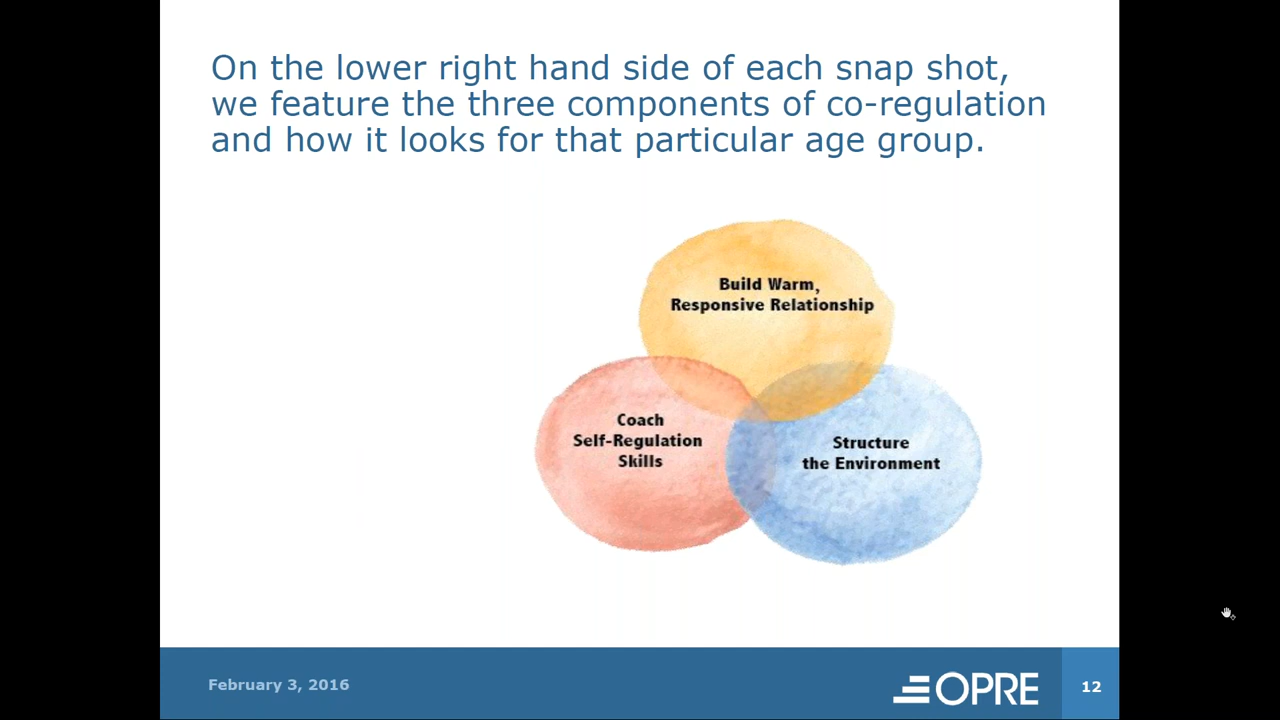 On the lower right hand side of each snap shot,
we feature the three components of co-regulation
and how it looks for that particular age group.
Build Warm,
Responsive Relationship
Coach
Self-Regulation
Skills
Structure
the Environment
February 3, 2016
OPRE
12